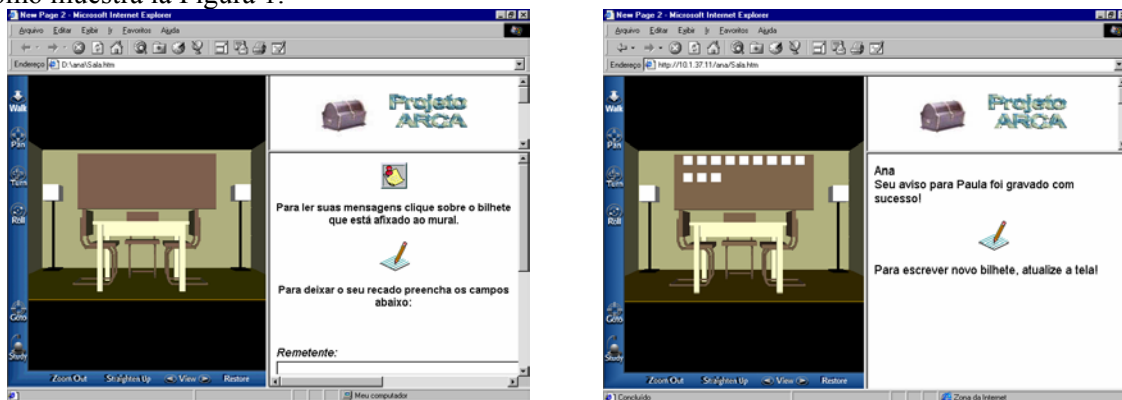 como muestra la Figura 1.
New Page 2 - Microsoft Internet Explorer
Arquivo Editar Exibir Ir Favoritos Ajuda
Endereço D:\ana\Sala.htm
Walk
Pan
Turn
Roll
Goto
Study
Zoom Out Straighten Up View Restore
Projeto
ARCA
Para ler suas mensagens clique sobre o bilhete
que está afixado ao mural.
Para deixar o seu recado preencha os campos
abaixo:
Remetente:
Meu computador
New Page 2 - Microsoft Internet Explorer
Arquivo Editar Exibir Ir Favoritos Ajuda
Endereço http://10.1.37.11/ana/Sala.htm
Walk
Pan
Turn
Roll
Goto
Study
Zoom Out Straighten Up View Restore
Projeto
ARCA
Ana
Seu aviso para Paula foi gravado com
sucesso!
Para escrever novo bilhete, atualize a tela!
Concluído
Zona da Internet